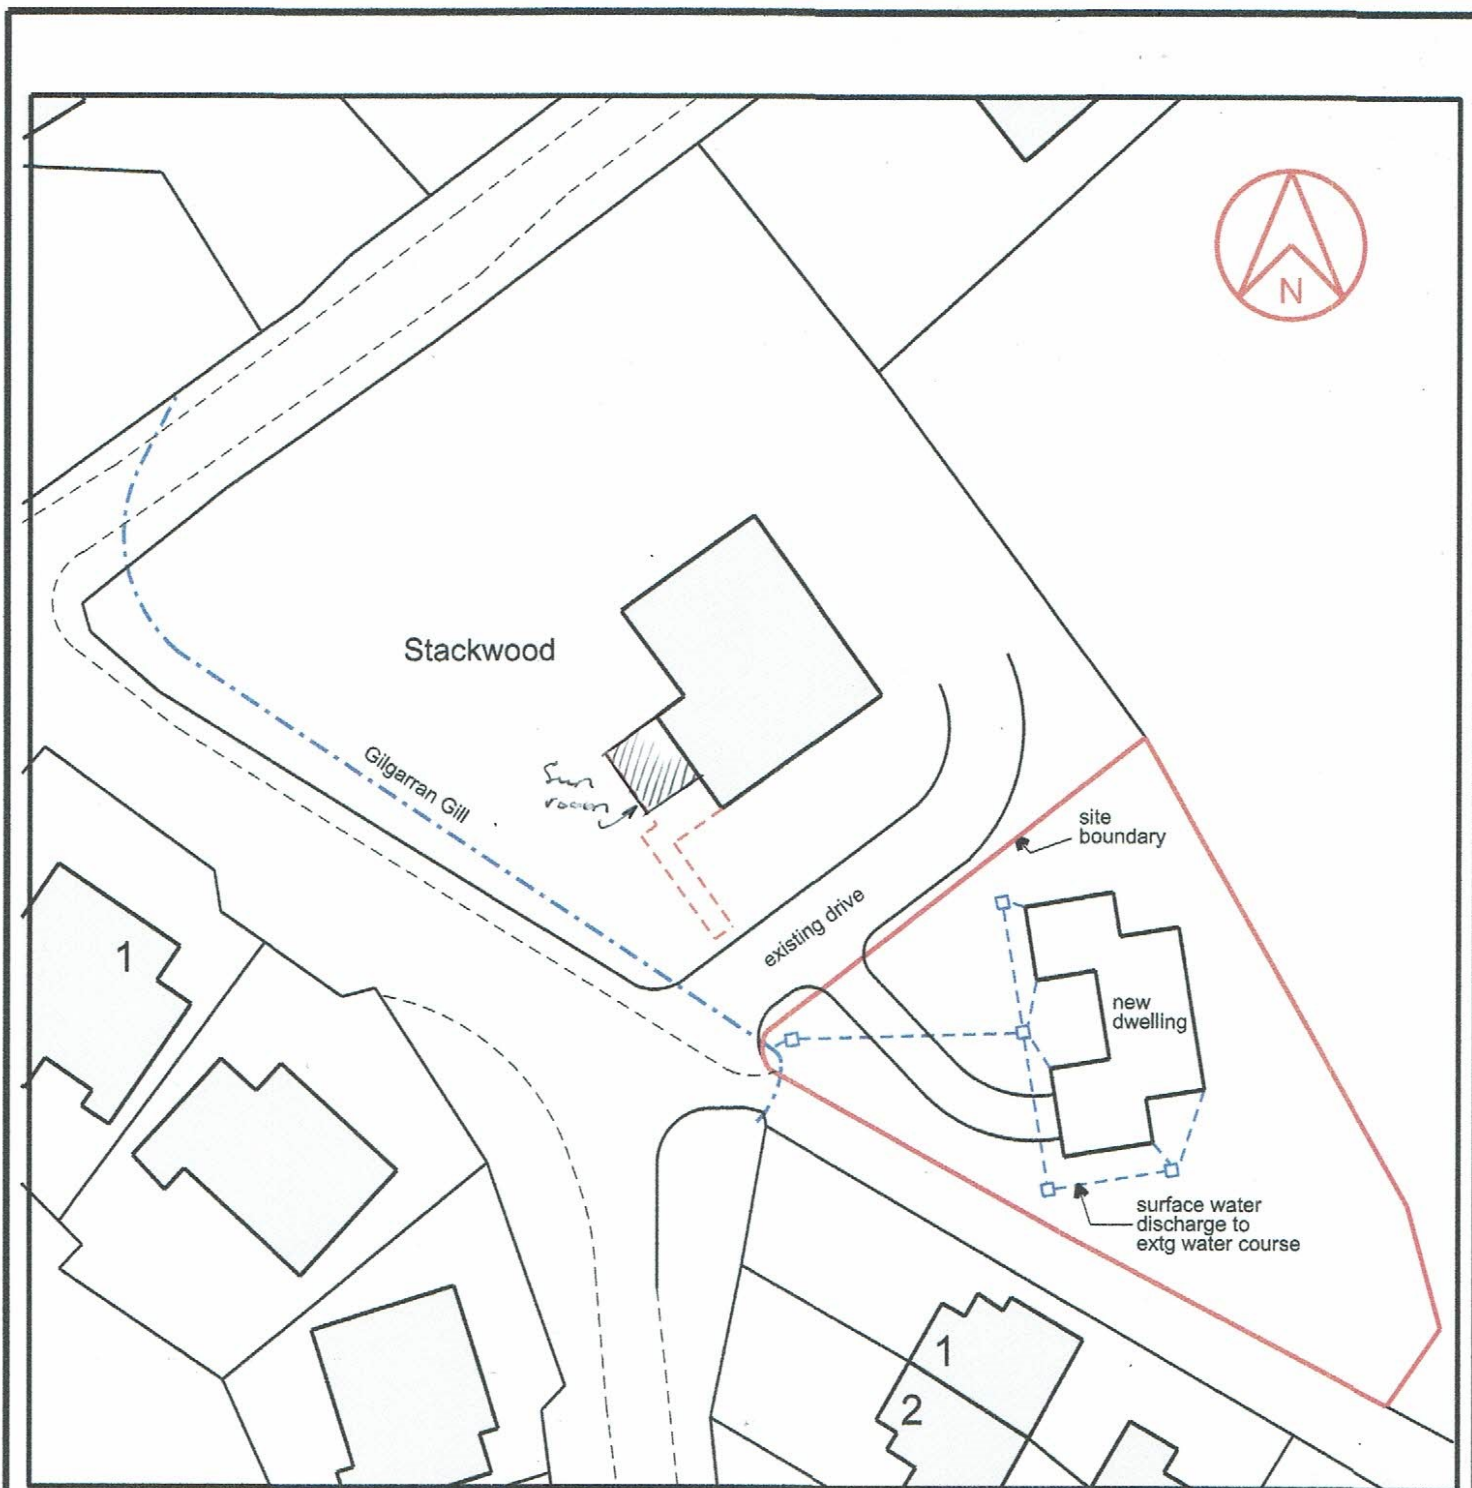 N
Stackwood
Gilgarran Gill
Sun
room
site
boundary
existing drive
1
new
dwelling
surface water
discharge to
extg water course
1
2